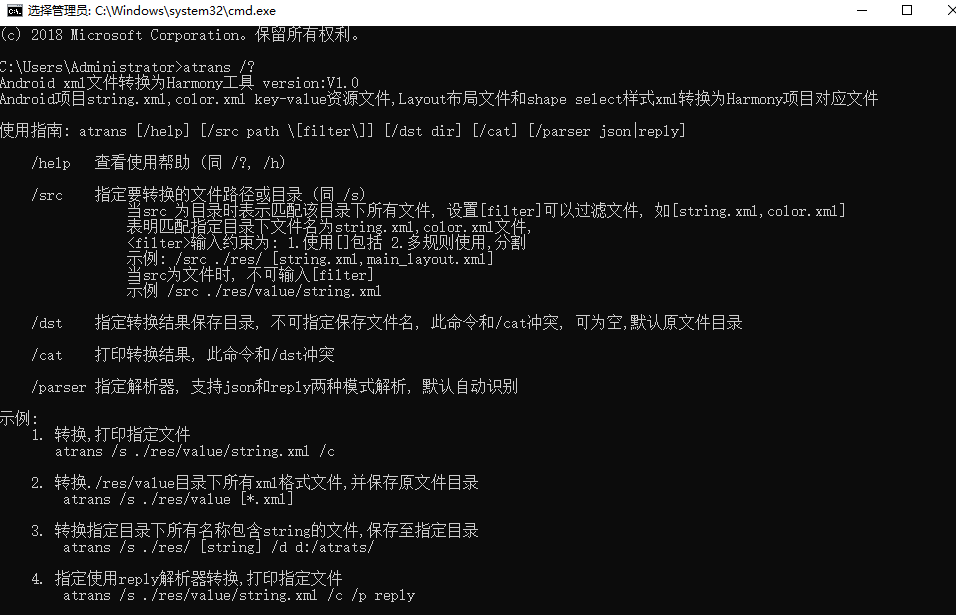 选择管理员: C:\Windows\system32\cmd.exe
(c) 2018 Microsoft Corporation。保留所有权利。
C:\Users\Administrator>atrans /?
Android xml文件转换为Harmony工具 version:V1.0
Android项目string.xml,color.xml key-value资源文件,Layout布局文件和shape select样式xml转换为Harmony项目对应文件
使用指南: atrans [/help] [/src path \[filter\]] [/dst dir] [/cat] [/parser json|reply]
/help 查看使用帮助 (同 /?, /h)
/src 指定要转换的文件路径或目录 (同 /s)
当src 为目录时表示匹配该目录下所有文件, 设置[filter]可以过滤文件, 如[string.xml,color.xml]
表明匹配指定目录下文件名为string.xml,color.xml文件,
<filter>输入约束为: 1.使用[]包括 2.多规则使用,分割
示例: /src ./res/ [string.xml,main_layout.xml]
当src为文件时, 不可输入[filter]
示例 /src ./res/value/string.xml
/dst 指定转换结果保存目录, 不可指定保存文件名, 此命令和/cat冲突, 可为空,默认原文件目录
/cat 打印转换结果, 此命令和/dst冲突
/parser 指定解析器, 支持json和reply两种模式解析, 默认自动识别
示例:
1. 转换,打印指定文件
atrans /s ./res/value/string.xml /c
2. 转换./res/value目录下所有xml格式文件,并保存原文件目录
atrans /s ./res/value [*.xml]
3. 转换指定目录下所有名称包含string的文件,保存至指定目录
atrans /s ./res/ [string] /d d:/atrats/
4. 指定使用reply解析器转换,打印指定文件
atrans /s ./res/value/string.xml /c /p reply